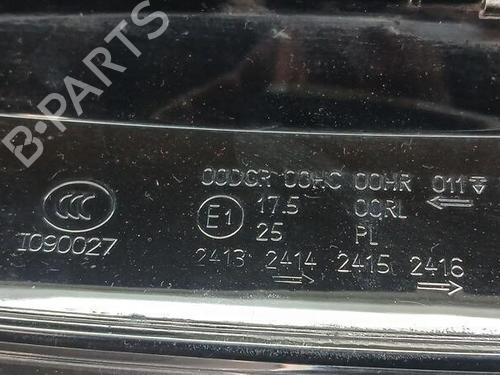 B-PARTS
00DCR 00HC 00HR 011
CCC E1 17.5 00RL
I090027 25 PL
2413 2414 2415 2416